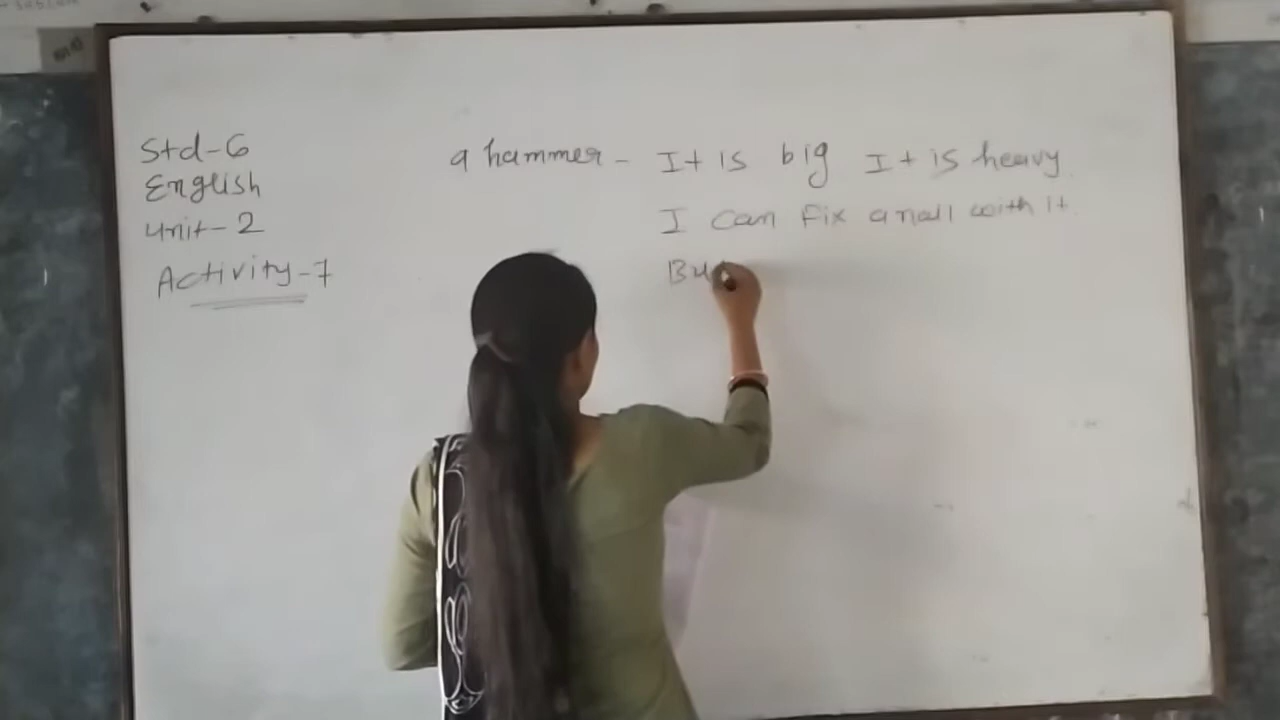 Std-6
English
Unit-2
Activity-7
a hammer - It is big It is heavy
I can fix a nail with it.
But